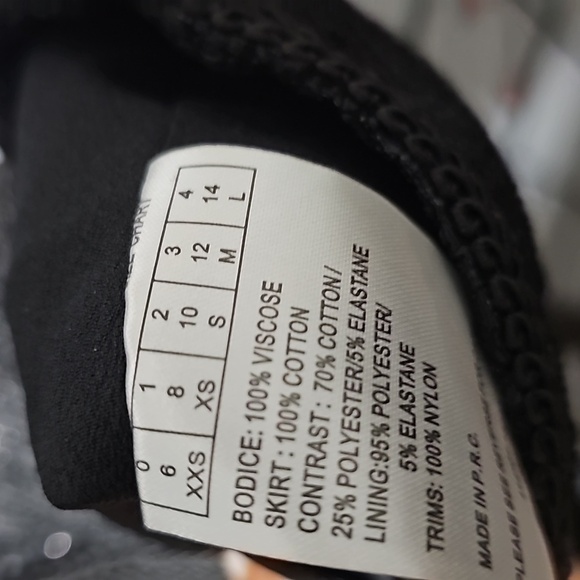 0 1 2 3 4
6 8 10 12 14
XXS XS S M L
BODICE: 100% VISCOSE
SKIRT: 100% COTTON
CONTRAST: 70% COTTON/
25% POLYESTER/5% ELASTANE
LINING:95% POLYESTER/
5% ELASTANE
TRIMS: 100% NYLON
MADE IN P.R.C.